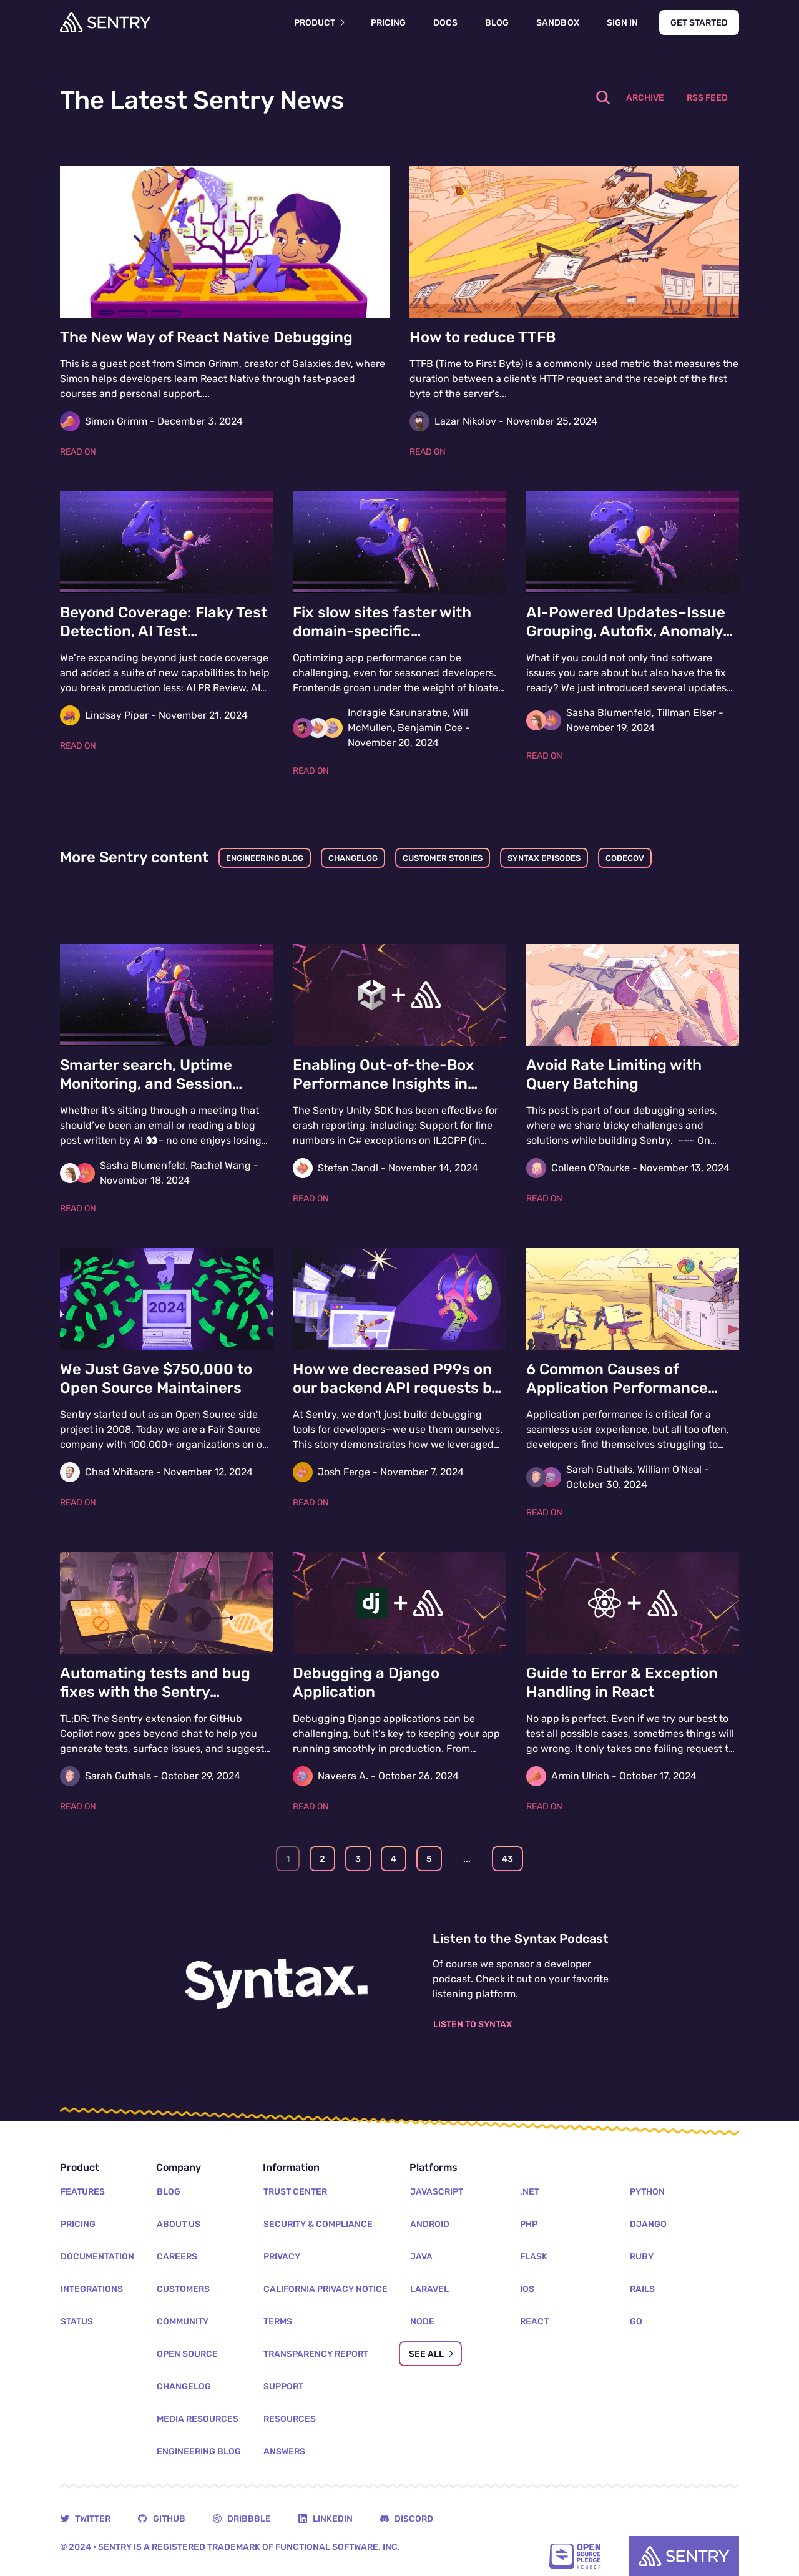 SENTRY
PRODUCT
PRICING
DOCS
BLOG
SANDBOX
SIGN IN
GET STARTED
The Latest Sentry News
ARCHIVE
RSS FEED
The New Way of React Native Debugging
This is a guest post from Simon Grimm, creator of Galaxies.dev, where
Simon helps developers learn React Native through fast-paced
courses and personal support....
Simon Grimm - December 3, 2024
READ ON
How to reduce TTFB
TTFB (Time to First Byte) is a commonly used metric that measures the
duration between a client's HTTP request and the receipt of the first
byte of the server's...
Lazar Nikolov - November 25, 2024
READ ON
4
Beyond Coverage: Flaky Test
Detection, AI Test…
We're expanding beyond just code coverage
and added a suite of new capabilities to help
you break production less: AI PR Review, AI…
Lindsay Piper - November 21, 2024
READ ON
3
Fix slow sites faster with
domain-specific…
Optimizing app performance can be
challenging, even for seasoned developers.
Frontends groan under the weight of bloate…
Indragie Karunaratne, Will
McMullen, Benjamin Coe -
November 20, 2024
READ ON
2
AI-Powered Updates–Issue
Grouping, Autofix, Anomaly…
What if you could not only find software
issues you care about but also have the fix
ready? We just introduced several updates…
Sasha Blumenfeld, Tillman Elser -
November 19, 2024
READ ON
More Sentry content
ENGINEERING BLOG
CHANGELOG
CUSTOMER STORIES
SYNTAX EPISODES
CODECOV
1
Smarter search, Uptime
Monitoring, and Session…
Whether it's sitting through a meeting that
should've been an email or reading a blog
post written by AI 👀– no one enjoys losing…
Sasha Blumenfeld, Rachel Wang -
November 18, 2024
READ ON
+
Enabling Out-of-the-Box
Performance Insights in…
The Sentry Unity SDK has been effective for
crash reporting, including: Support for line
numbers in C# exceptions on IL2CPP (in…
Stefan Jandl - November 14, 2024
READ ON
Avoid Rate Limiting with
Query Batching
This post is part of our debugging series,
where we share tricky challenges and
solutions while building Sentry. ~~~ On…
Colleen O'Rourke - November 13, 2024
READ ON
2024
We Just Gave $750,000 to
Open Source Maintainers
Sentry started out as an Open Source side
project in 2008. Today we are a Fair Source
company with 100,000+ organizations on o…
Chad Whitacre - November 12, 2024
READ ON
How we decreased P99s on
our backend API requests b…
At Sentry, we don't just build debugging
tools for developers—we use them ourselves.
This story demonstrates how we leveraged…
Josh Ferge - November 7, 2024
READ ON
6 Common Causes of
Application Performance…
Application performance is critical for a
seamless user experience, but all too often,
developers find themselves struggling to…
Sarah Guthals, William O'Neal -
October 30, 2024
READ ON
Automating tests and bug
fixes with the Sentry…
TL;DR: The Sentry extension for GitHub
Copilot now goes beyond chat to help you
generate tests, surface issues, and suggest…
Sarah Guthals - October 29, 2024
READ ON
dj +
Debugging a Django
Application
Debugging Django applications can be
challenging, but it's key to keeping your app
running smoothly in production. From…
Naveera A. - October 26, 2024
READ ON
+
Guide to Error & Exception
Handling in React
No app is perfect. Even if we try our best to
test all possible cases, sometimes things will
go wrong. It only takes one failing request t…
Armin Ulrich - October 17, 2024
READ ON
1 2 3 4 5 ... 43
Syntax.
Listen to the Syntax Podcast
Of course we sponsor a developer
podcast. Check it out on your favorite
listening platform.
LISTEN TO SYNTAX
Product
FEATURES
PRICING
DOCUMENTATION
INTEGRATIONS
STATUS
Company
BLOG
ABOUT US
CAREERS
CUSTOMERS
COMMUNITY
OPEN SOURCE
CHANGELOG
MEDIA RESOURCES
ENGINEERING BLOG
Information
TRUST CENTER
SECURITY & COMPLIANCE
PRIVACY
CALIFORNIA PRIVACY NOTICE
TERMS
TRANSPARENCY REPORT
SUPPORT
RESOURCES
ANSWERS
Platforms
JAVASCRIPT
ANDROID
JAVA
LARAVEL
NODE
SEE ALL
.NET
PHP
FLASK
IOS
REACT
PYTHON
DJANGO
RUBY
RAILS
GO
TWITTER
GITHUB
DRIBBBLE
LINKEDIN
DISCORD
© 2024 • SENTRY IS A REGISTERED TRADEMARK OF FUNCTIONAL SOFTWARE, INC.
OPEN
SOURCE
PLEDGE
MEMBER
SENTRY